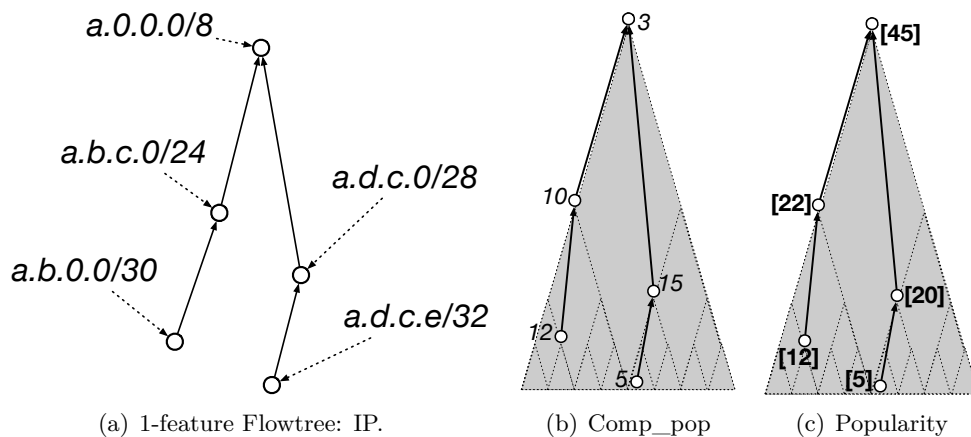 a.0.0.0/8
a.b.c.0/24
a.d.c.0/28
a.b.0.0/30
a.d.c.e/32
(a) 1-feature Flowtree: IP.
3
10
15
12
5
(b) Comp_pop
[45]
[22]
[20]
[12]
[5]
(c) Popularity